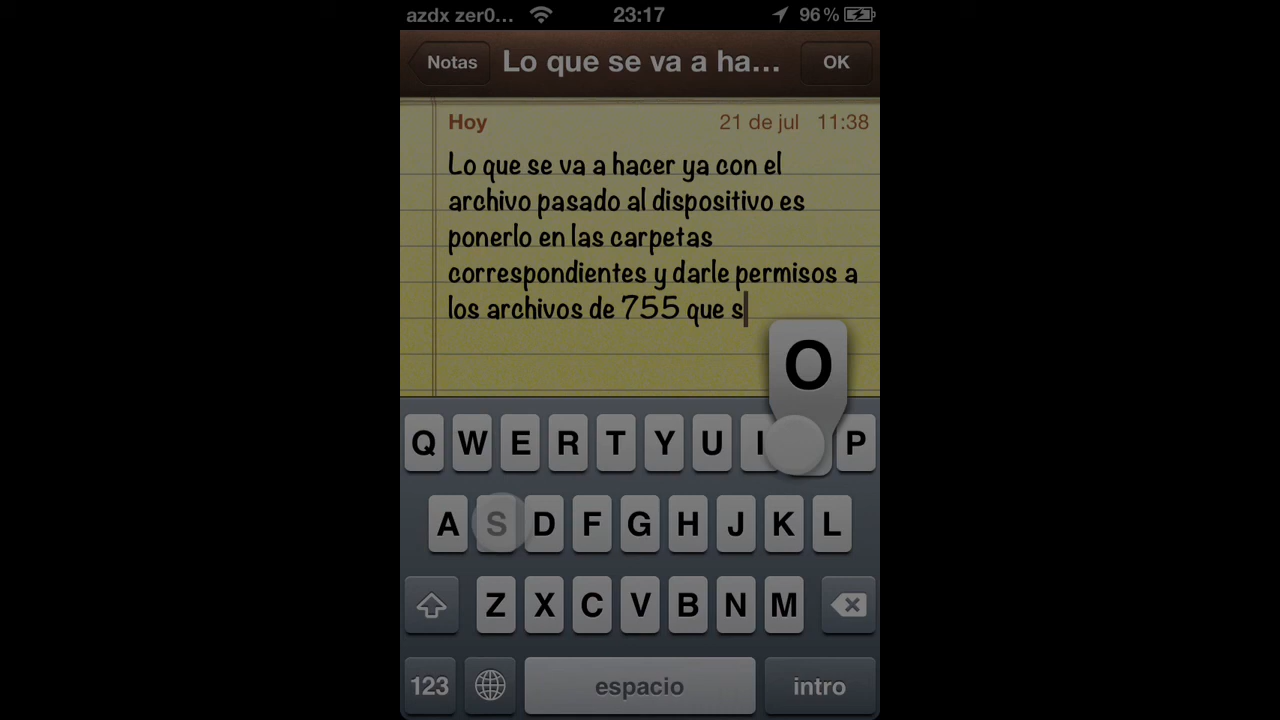 azdx zer0... 23:17 96 %
Notas Lo que se va a ha... OK
Hoy 21 de jul 11:38
Lo que se va a hacer ya con el
archivo pasado al dispositivo es
ponerlo en las carpetas
correspondientes y darle permisos a
los archivos de 755 que s
O
Q W E R T Y U I P
A S D F G H J K L
Z X C V B N M
123 espacio intro